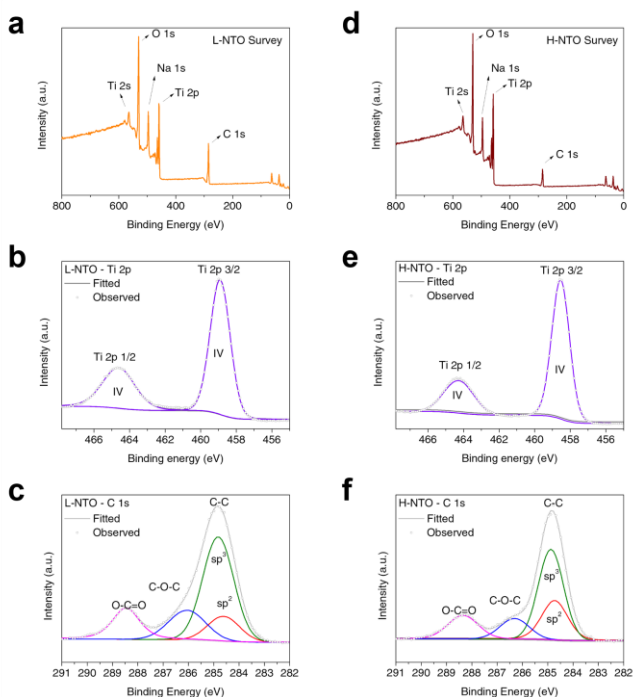 a
L-NTO Survey
O 1s
Na 1s
Ti 2s
Ti 2p
C 1s
Intensity (a.u.)
800 600 400 200 0
Binding Energy (eV)
d
H-NTO Survey
O 1s
Na 1s
Ti 2s
Ti 2p
C 1s
Intensity (a.u.)
800 600 400 200 0
Binding Energy (eV)
b
L-NTO - Ti 2p
Fitted
Observed
Ti 2p 3/2
Ti 2p 1/2
IV
IV
Intensity (a.u.)
466 464 462 460 458 456
Binding energy (eV)
e
H-NTO - Ti 2p
Fitted
Observed
Ti 2p 3/2
Ti 2p 1/2
IV
IV
Intensity (a.u.)
466 464 462 460 458 456
Binding energy (eV)
c
L-NTO - C 1s
Fitted
Observed
C-C
sp³
C-O-C
O-C=O
sp²
Intensity (a.u.)
291 290 289 288 287 286 285 284 283 282
Binding energy (eV)
f
H-NTO - C 1s
Fitted
Observed
C-C
sp³
C-O-C
O-C=O
sp²
Intensity (a.u.)
291 290 289 288 287 286 285 284 283 282
Binding energy (eV)